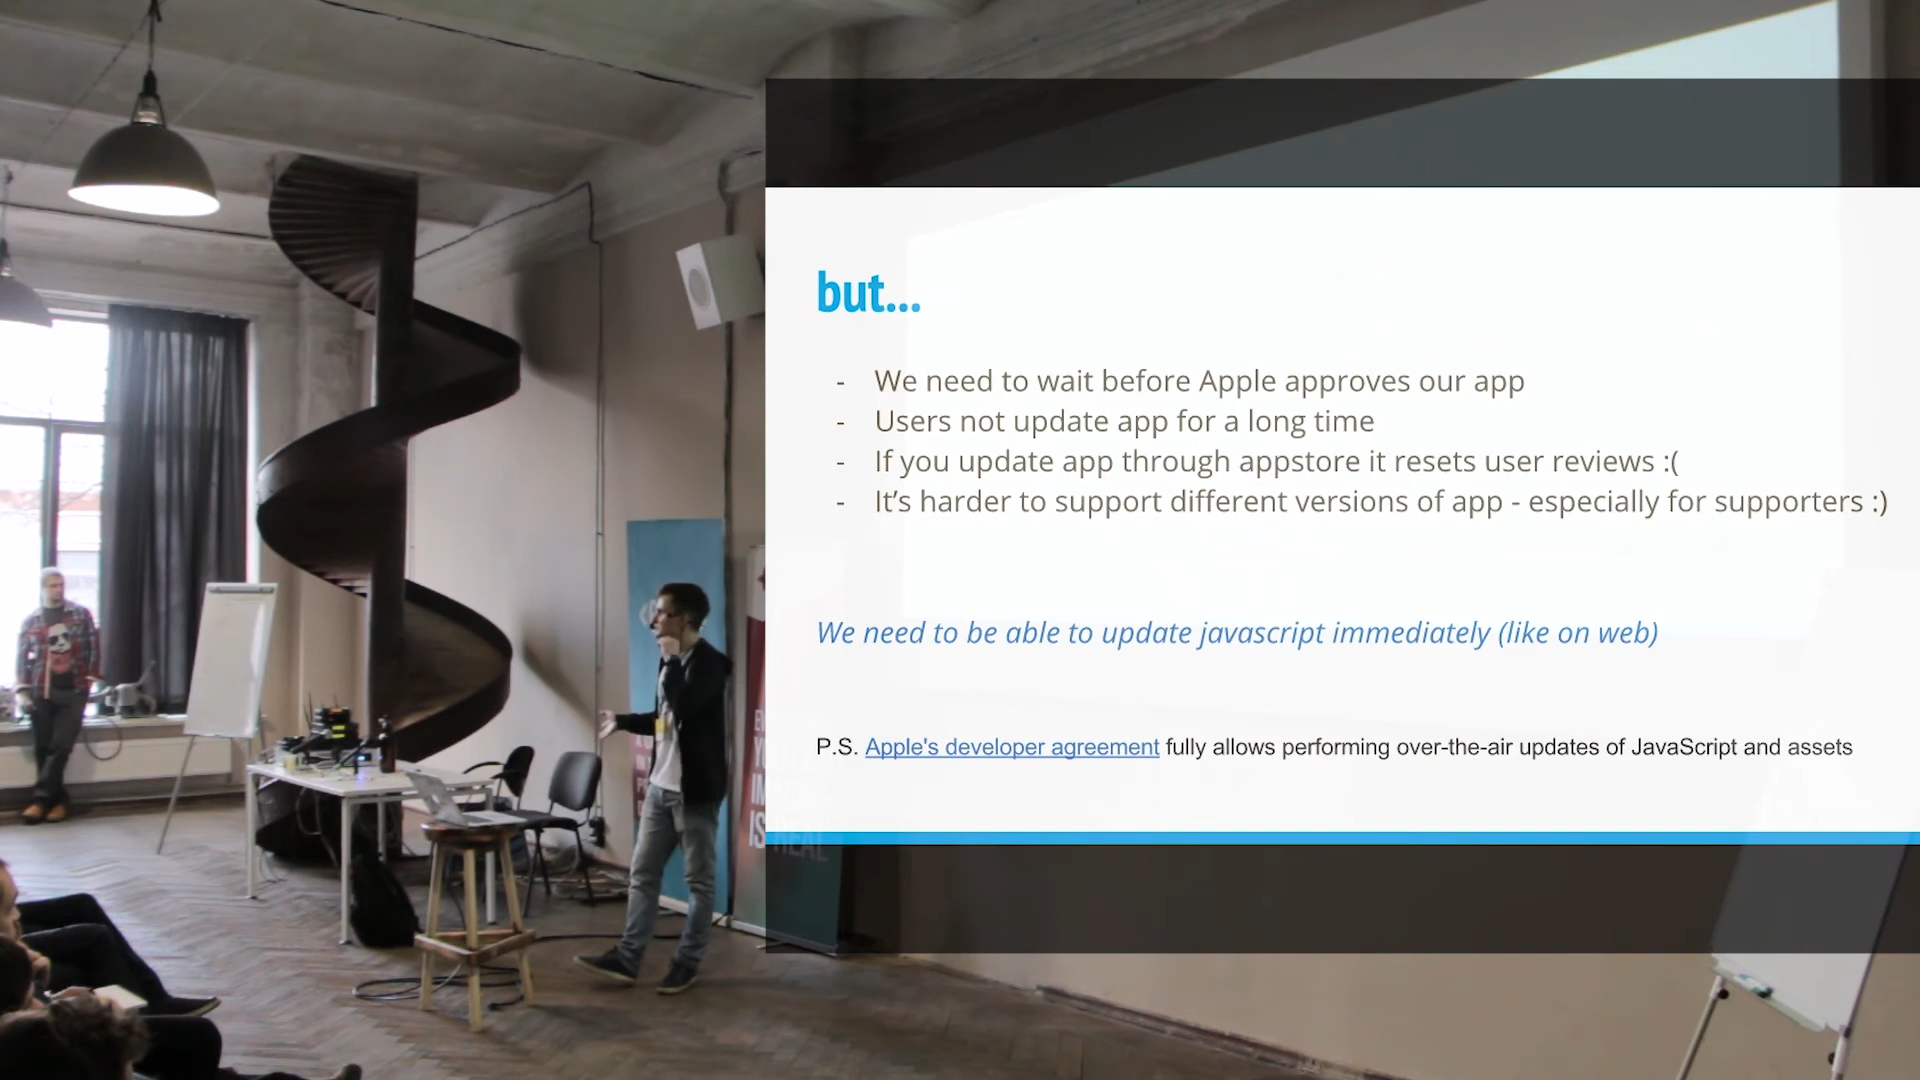 but...
- We need to wait before Apple approves our app
- Users not update app for a long time
- If you update app through appstore it resets user reviews :(
- It's harder to support different versions of app - especially for supporters :)
We need to be able to update javascript immediately (like on web)
P.S. Apple's developer agreement fully allows performing over-the-air updates of JavaScript and assets
IS REAL